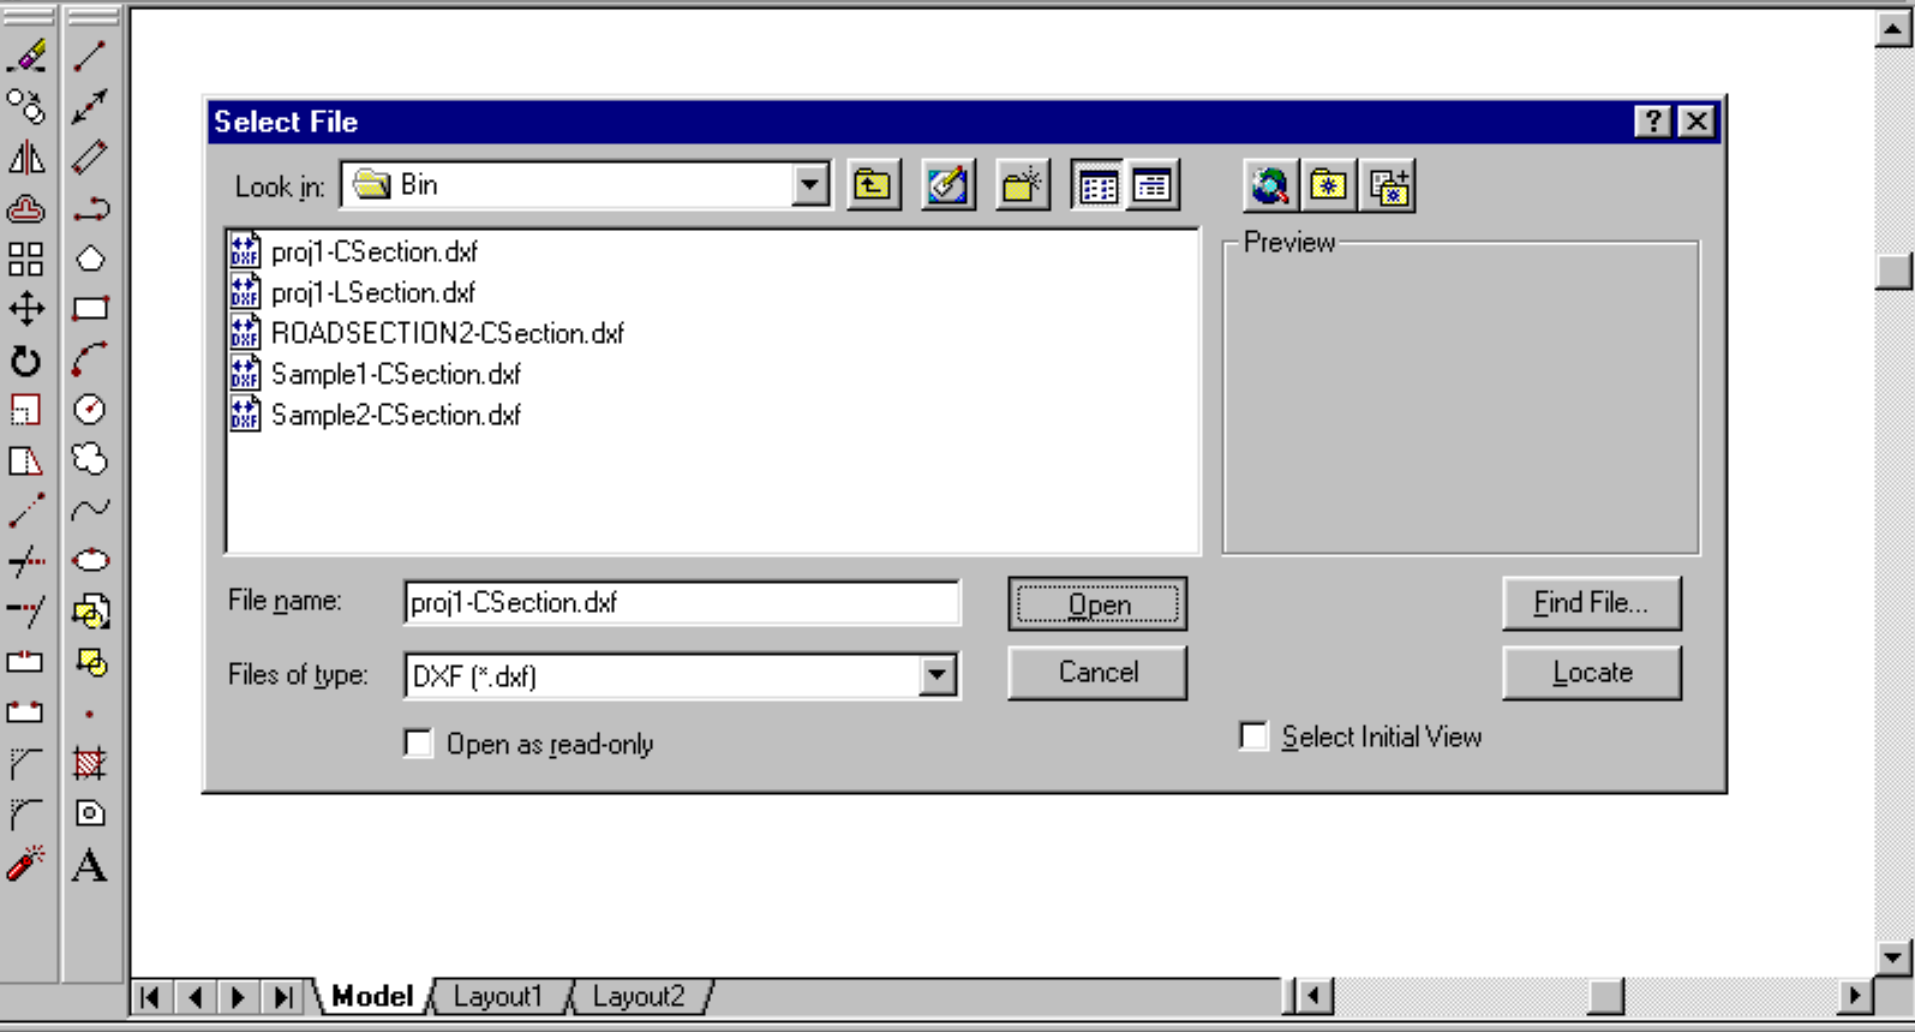 Select File
Look in: Bin
Preview
proj1-CSection.dxf
proj1-LSection.dxf
ROADSECTION2-CSection.dxf
Sample1-CSection.dxf
Sample2-CSection.dxf
File name: proj1-CSection.dxf Open Find File...
Files of type: DXF (*.dxf) Cancel Locate
Open as read-only Select Initial View
A
Model Layout1 Layout2